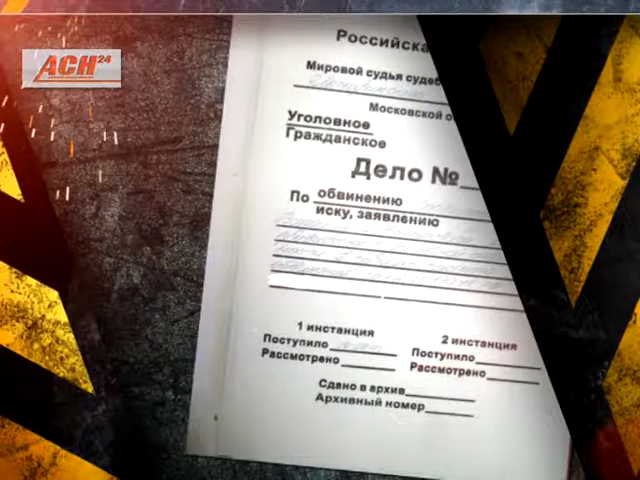 АСН24
Российска
Мировой судья судеб
Московской о
Уголовное
Гражданское
Дело №
По обвинению
иску, заявлению
1 инстанция
2 инстанция
Поступило
Поступило
Рассмотрено
Рассмотрено
Сдано в архив
Архивный номер